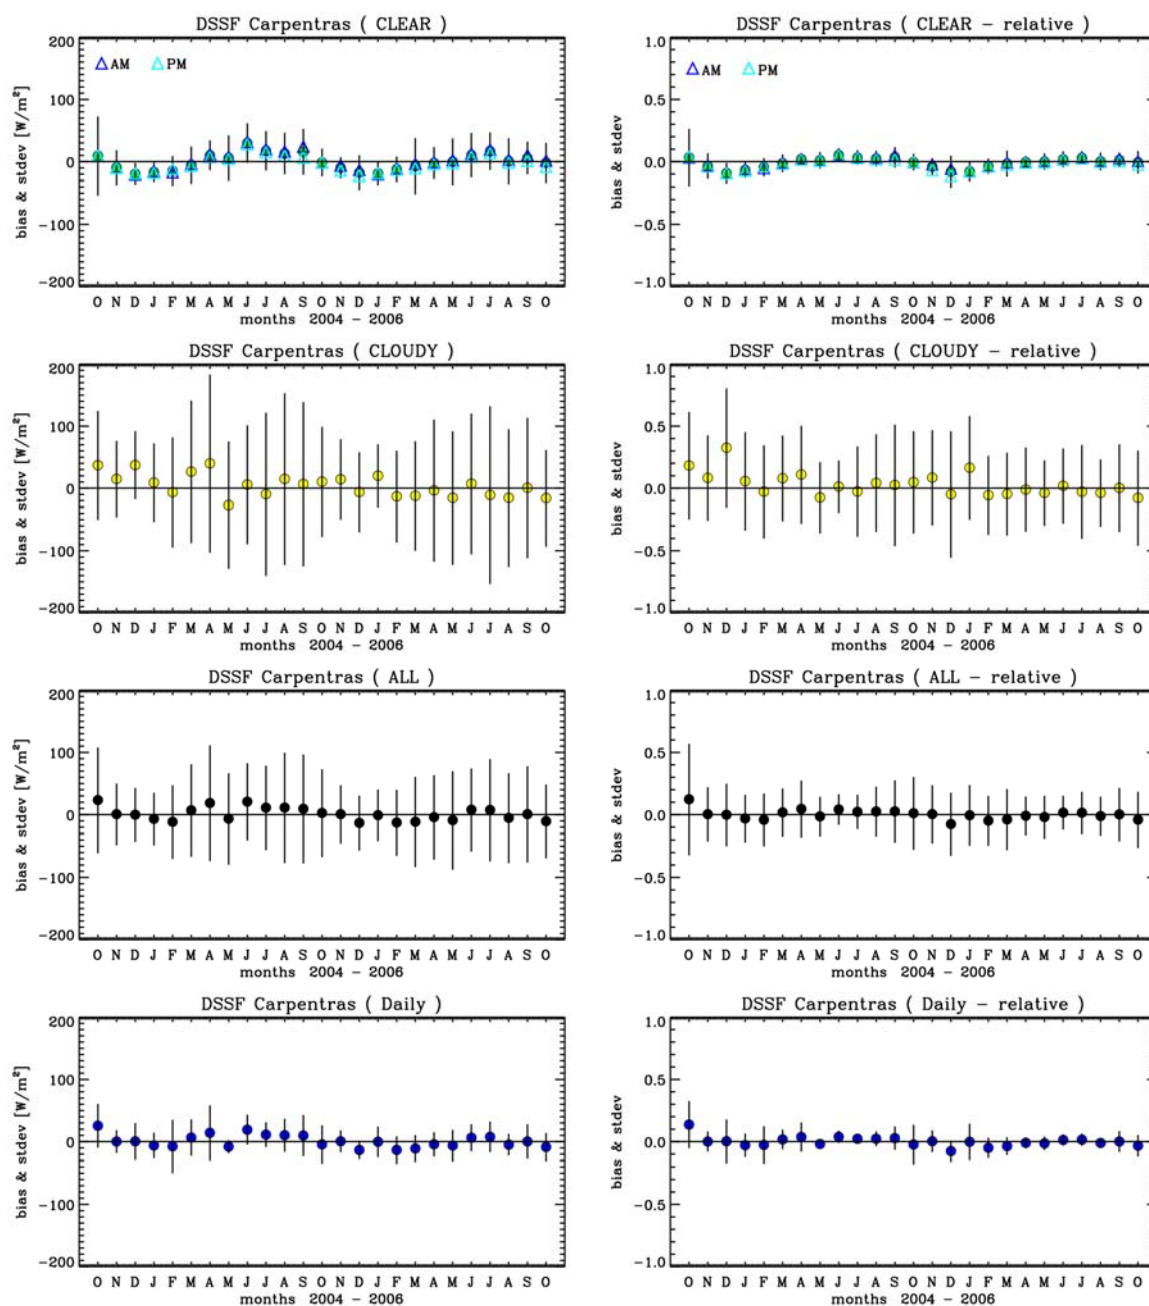 DSSF Carpentras ( CLEAR )
200
100
0
−100
−200
bias & stdev [W/m²]
AM PM
O N D J F M A M J J A S O N D J F M A M J J A S O
months 2004 − 2006
DSSF Carpentras ( CLEAR − relative )
1.0
0.5
0.0
−0.5
−1.0
bias & stdev
AM PM
O N D J F M A M J J A S O N D J F M A M J J A S O
months 2004 − 2006
DSSF Carpentras ( CLOUDY )
200
100
0
−100
−200
bias & stdev [W/m²]
O N D J F M A M J J A S O N D J F M A M J J A S O
months 2004 − 2006
DSSF Carpentras ( CLOUDY − relative )
1.0
0.5
0.0
−0.5
−1.0
bias & stdev
O N D J F M A M J J A S O N D J F M A M J J A S O
months 2004 − 2006
DSSF Carpentras ( ALL )
200
100
0
−100
−200
bias & stdev [W/m²]
O N D J F M A M J J A S O N D J F M A M J J A S O
months 2004 − 2006
DSSF Carpentras ( ALL − relative )
1.0
0.5
0.0
−0.5
−1.0
bias & stdev
O N D J F M A M J J A S O N D J F M A M J J A S O
months 2004 − 2006
DSSF Carpentras ( Daily )
200
100
0
−100
−200
bias & stdev [W/m²]
O N D J F M A M J J A S O N D J F M A M J J A S O
months 2004 − 2006
DSSF Carpentras ( Daily − relative )
1.0
0.5
0.0
−0.5
−1.0
bias & stdev
O N D J F M A M J J A S O N D J F M A M J J A S O
months 2004 − 2006